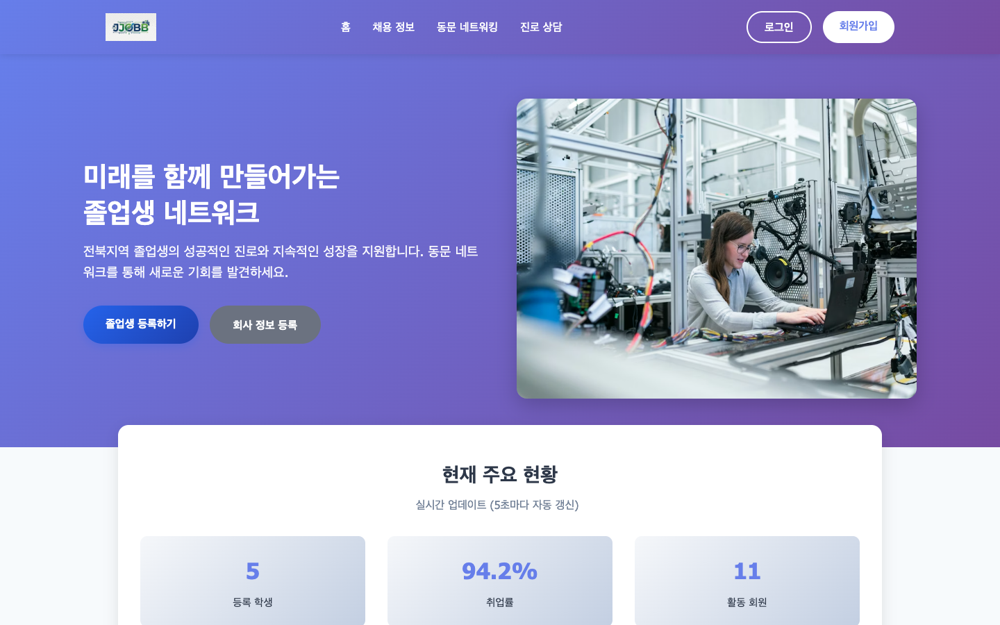 JJOBB
홈
채용 정보
동문 네트워킹
진로 상담
로그인
회원가입
미래를 함께 만들어가는
졸업생 네트워크
전북지역 졸업생의 성공적인 진로와 지속적인 성장을 지원합니다. 동문 네트
워크를 통해 새로운 기회를 발견하세요.
졸업생 등록하기
회사 정보 등록
현재 주요 현황
실시간 업데이트 (5초마다 자동 갱신)
5
등록 학생
94.2%
취업률
11
활동 회원